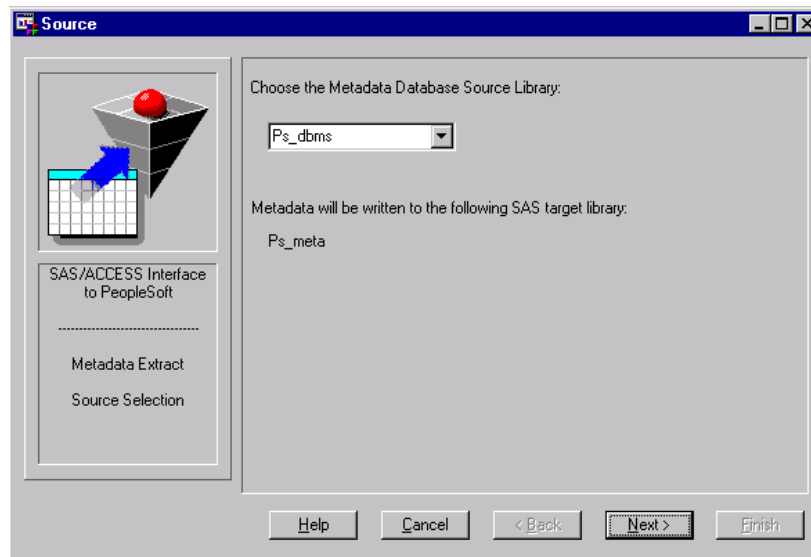 Source
Choose the Metadata Database Source Library:
Ps_dbms
Metadata will be written to the following SAS target library:
Ps_meta
SAS/ACCESS Interface
to PeopleSoft
---------------------------------
Metadata Extract
Source Selection
Help
Cancel
< Back
Next >
Finish